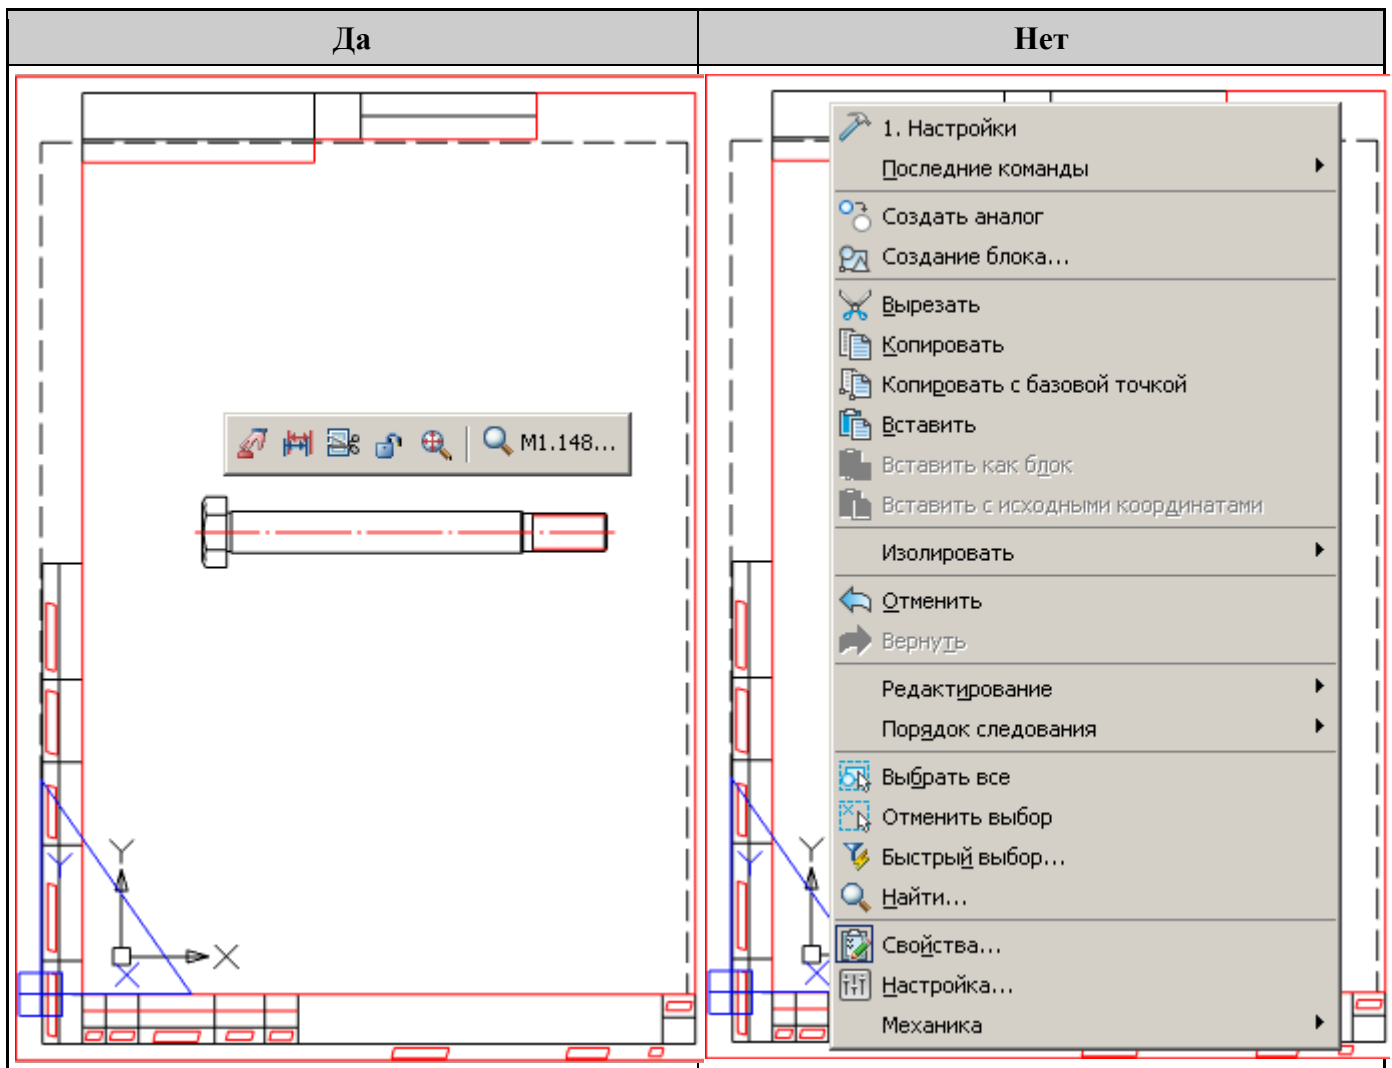 Да
Нет
М1.148...
Y
Y
X
X
1. Настройки
Последние команды
Создать аналог
Создание блока...
Вырезать
Копировать
Копировать с базовой точкой
Вставить
Вставить как блок
Вставить с исходными координатами
Изолировать
Отменить
Вернуть
Редактирование
Порядок следования
Выбрать все
Отменить выбор
Быстрый выбор...
Найти...
Свойства...
Настройка...
Механика
Y
Y
X